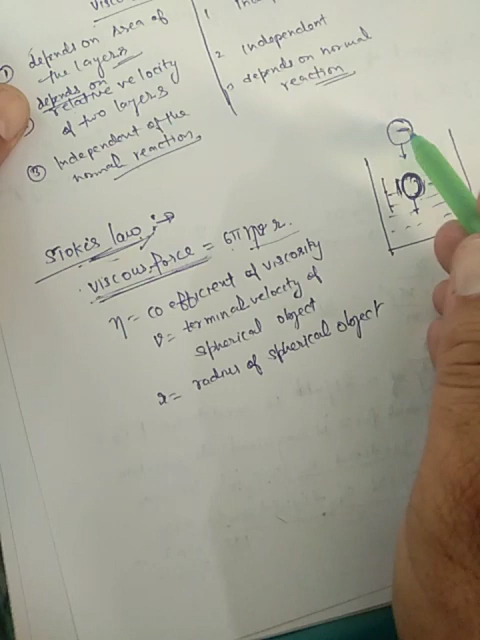 ① depends on Area of
the layers
② depends on
relative velocity
of two layers
③ Independent of the
normal reaction,
1
2 Independent
3 depends on normal
reaction
Stokes law :→
viscous force = 6πηvr.
η = coefficient of viscosity
v = terminal velocity of
spherical object
r = radius of spherical object